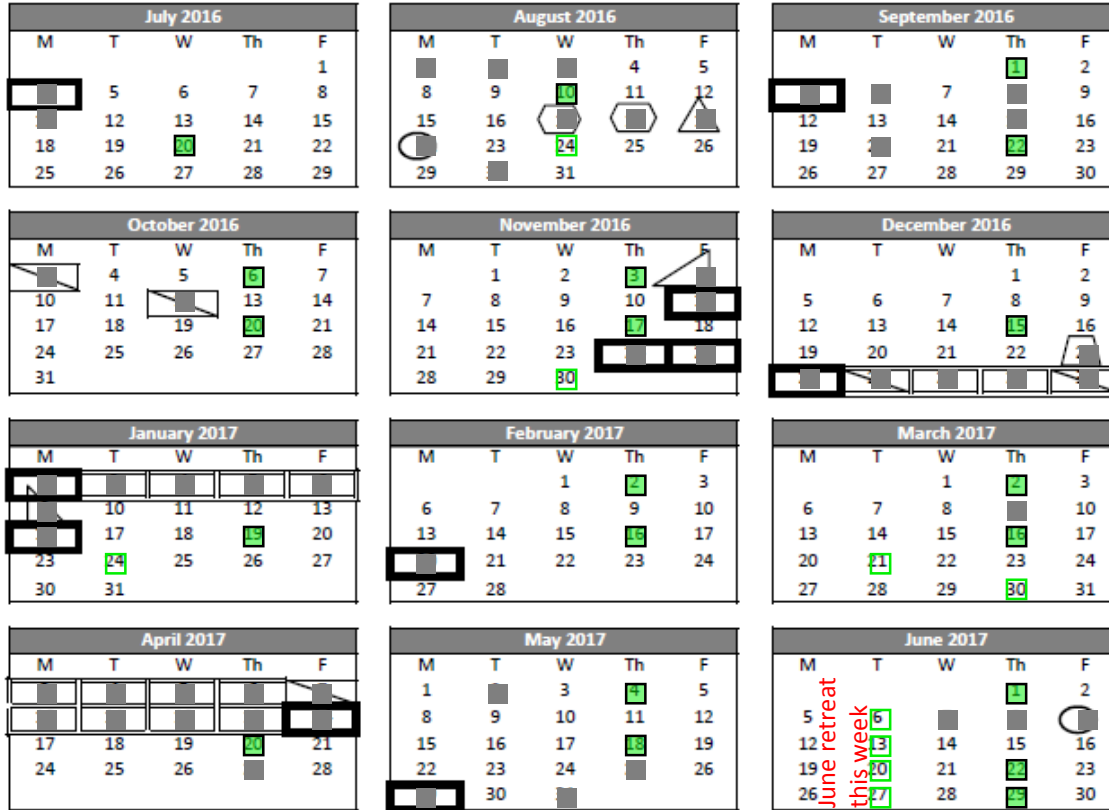 July 2016
M T W Th F
1
5 6 7 8
12 13 14 15
18 19 20 21 22
25 26 27 28 29
August 2016
M T W Th F
4 5
8 9 10 11 12
15 16
23 24 25 26
29 31
September 2016
M T W Th F
1 2
7 9
12 13 14 16
19 21 22 23
26 27 28 29 30
October 2016
M T W Th F
4 5 6 7
10 11 13 14
17 18 19 20 21
24 25 26 27 28
31
November 2016
M T W Th F
1 2 3
7 8 9 10
14 15 16 17 18
21 22 23
28 29 30
December 2016
M T W Th F
1 2
5 6 7 8 9
12 13 14 15 16
19 20 21 22
January 2017
M T W Th F
10 11 12 13
17 18 19 20
23 24 25 26 27
30 31
February 2017
M T W Th F
1 2 3
6 7 8 9 10
13 14 15 16 17
21 22 23 24
27 28
March 2017
M T W Th F
1 2 3
6 7 8 10
13 14 15 16 17
20 21 22 23 24
27 28 29 30 31
April 2017
M T W Th F
17 18 19 20 21
24 25 26 28
May 2017
M T W Th F
1 3 4 5
8 9 10 11 12
15 16 17 18 19
22 23 24 26
30
June 2017
M T W Th F
1 2
5 6
12 13 14 15 16
19 20 21 22 23
26 27 28 29 30
June retreat
this week